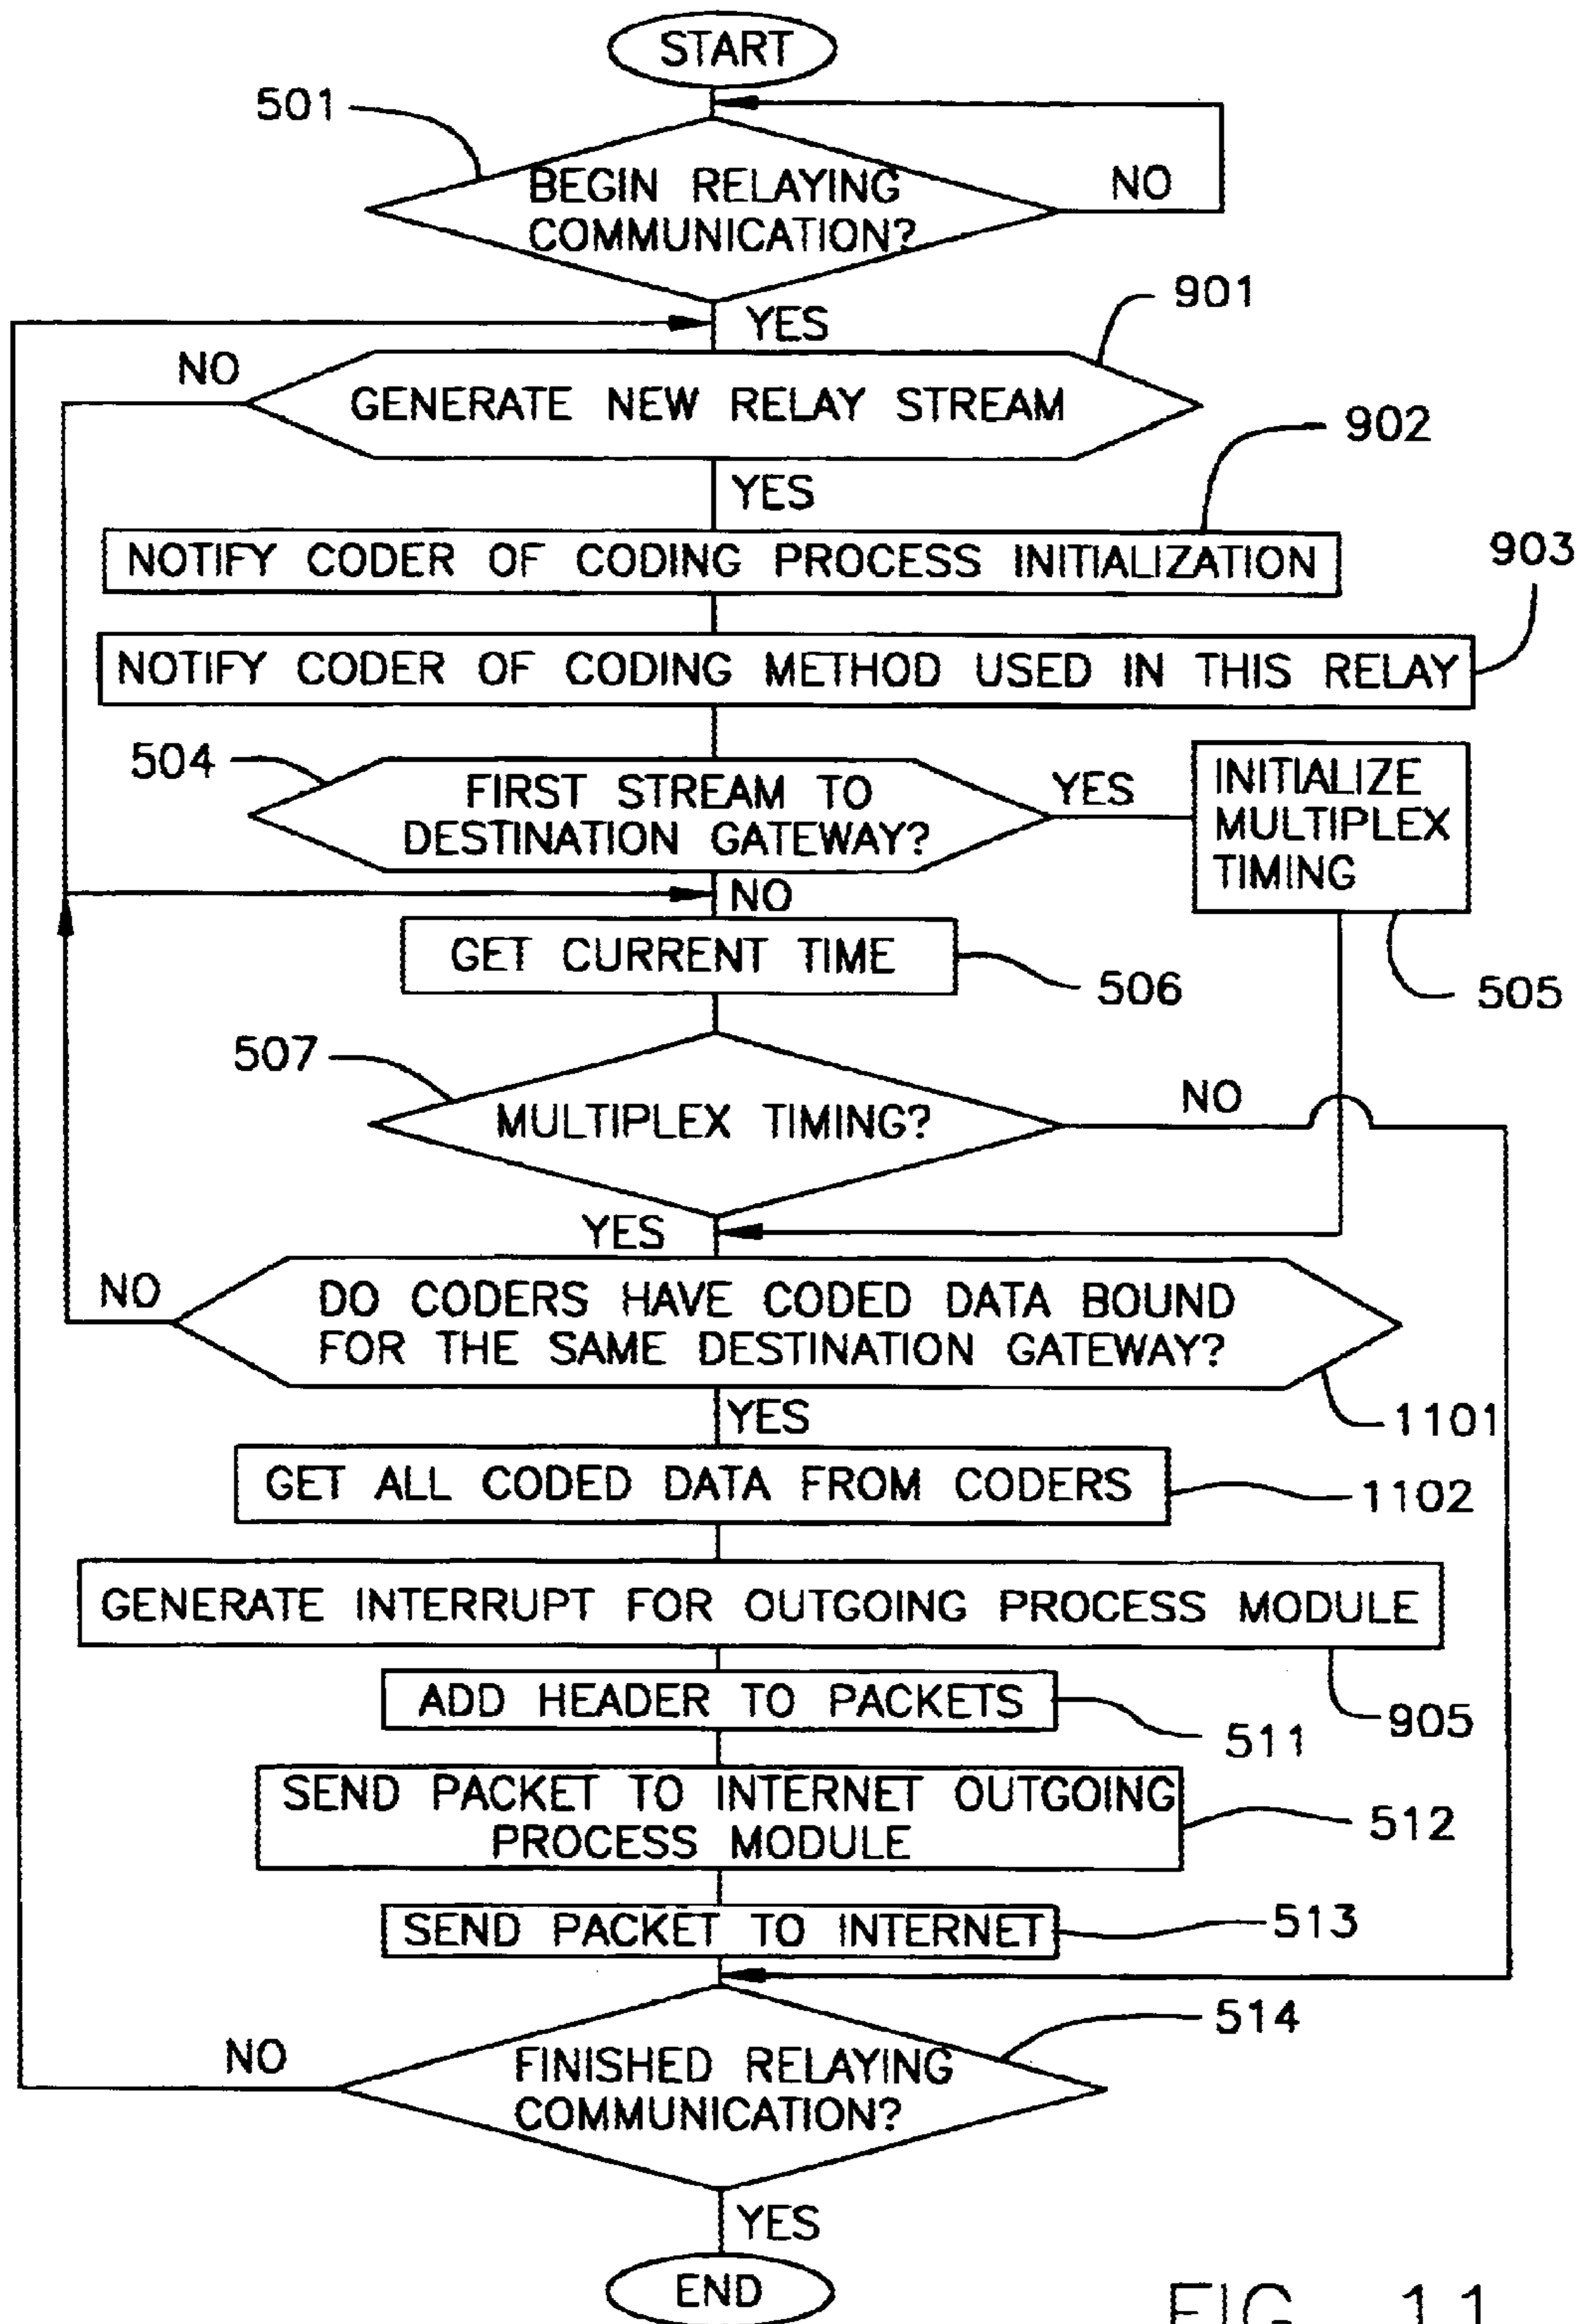 START
501
BEGIN RELAYING
COMMUNICATION?
NO
YES
901
NO
GENERATE NEW RELAY STREAM
902
YES
NOTIFY CODER OF CODING PROCESS INITIALIZATION
903
NOTIFY CODER OF CODING METHOD USED IN THIS RELAY
504
FIRST STREAM TO
DESTINATION GATEWAY?
YES
INITIALIZE
MULTIPLEX
TIMING
NO
GET CURRENT TIME
506
505
507
MULTIPLEX TIMING?
NO
YES
NO
DO CODERS HAVE CODED DATA BOUND
FOR THE SAME DESTINATION GATEWAY?
YES
1101
GET ALL CODED DATA FROM CODERS
1102
GENERATE INTERRUPT FOR OUTGOING PROCESS MODULE
ADD HEADER TO PACKETS
905
511
SEND PACKET TO INTERNET OUTGOING
PROCESS MODULE
512
SEND PACKET TO INTERNET
513
514
NO
FINISHED RELAYING
COMMUNICATION?
YES
END
FIG. 11